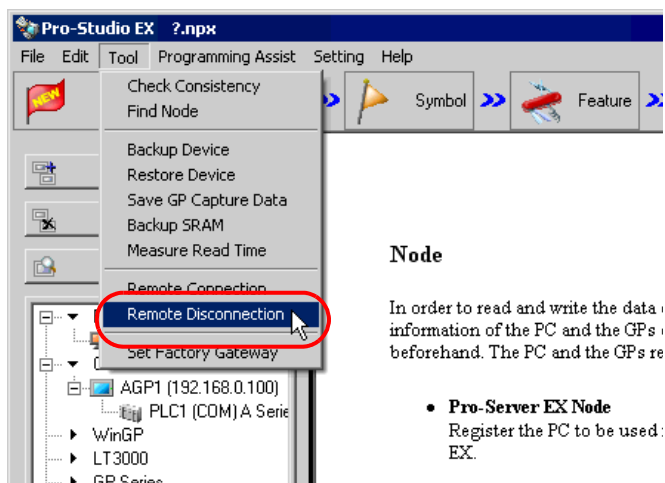 Pro-Studio EX ?.npx
File Edit Tool Programming Assist Setting Help
NEW
Symbol
Feature
Check Consistency
Find Node
Backup Device
Restore Device
Save GP Capture Data
Backup SRAM
Measure Read Time
Remote Connection
Remote Disconnection
Set Factory Gateway
AGP1 (192.168.0.100)
PLC1 (COM) A Serie
WinGP
LT3000
GP Series
Node
In order to read and write the data
information of the PC and the GPs
beforehand. The PC and the GPs re
• Pro-Server EX Node
Register the PC to be used
EX.